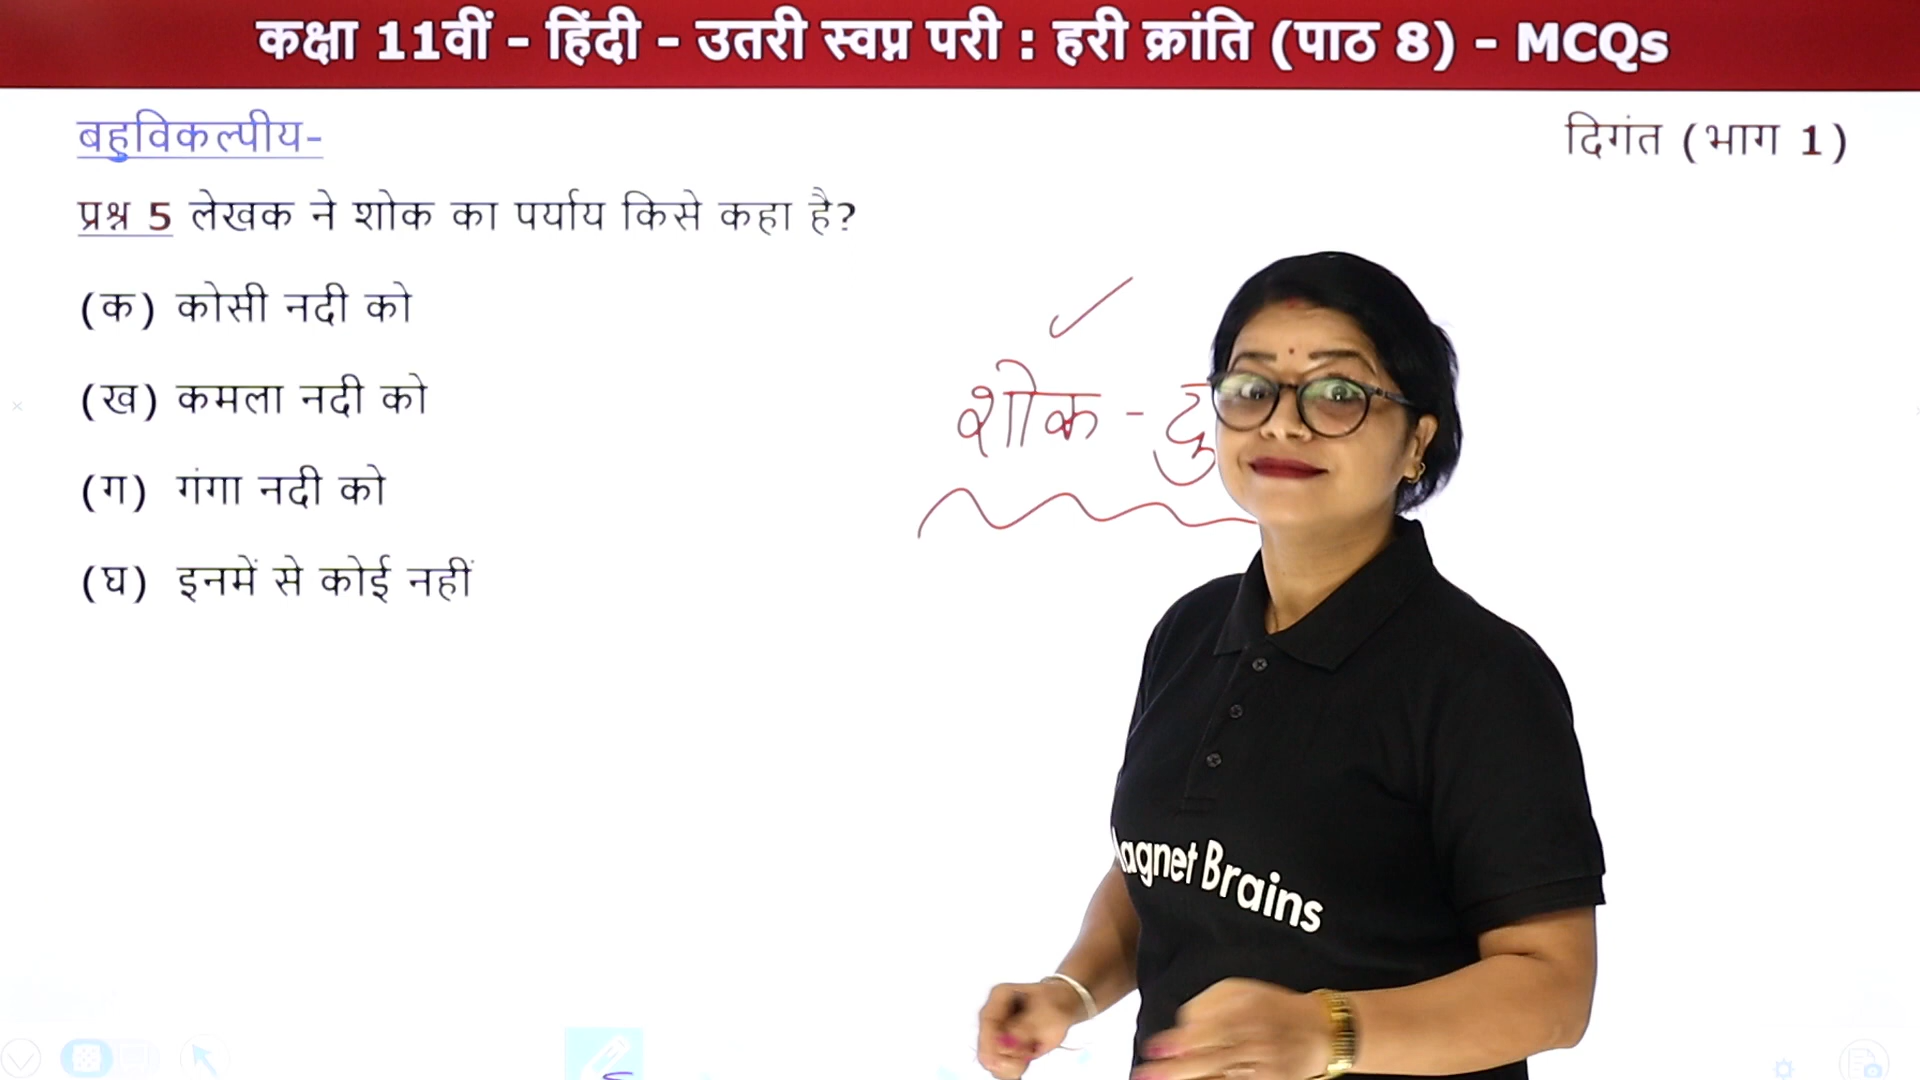 कक्षा 11वीं - हिंदी - उतरी स्वप्न परी : हरी क्रांति (पाठ 8) - MCQs
बहुविकल्पीय-
दिगंत (भाग 1)
प्रश्न 5 लेखक ने शोक का पर्याय किसे कहा है?
(क) कोसी नदी को
(ख) कमला नदी को
(ग) गंगा नदी को
(घ) इनमें से कोई नहीं
शोक - दु
agnet Brains